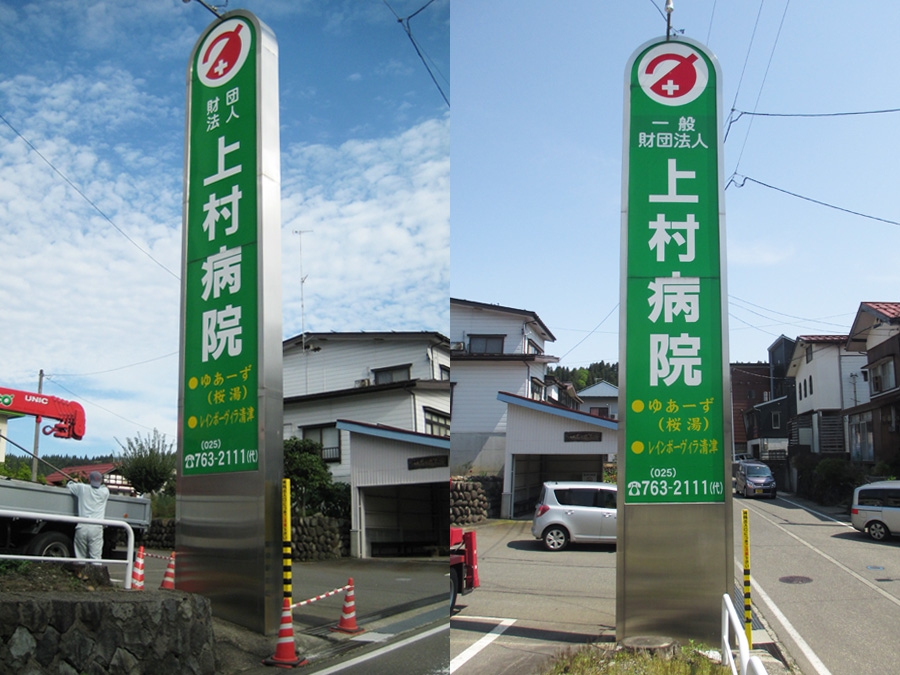 財団
法人
上村病院
●ゆあーず
(桜湯)
●レインボーヴィラ清津
(025)
☎763-2111(代)
UNIC
一般
財団法人
上村病院
●ゆあーず
(桜湯)
●レインボーヴィラ清津
(025)
☎763-2111(代)